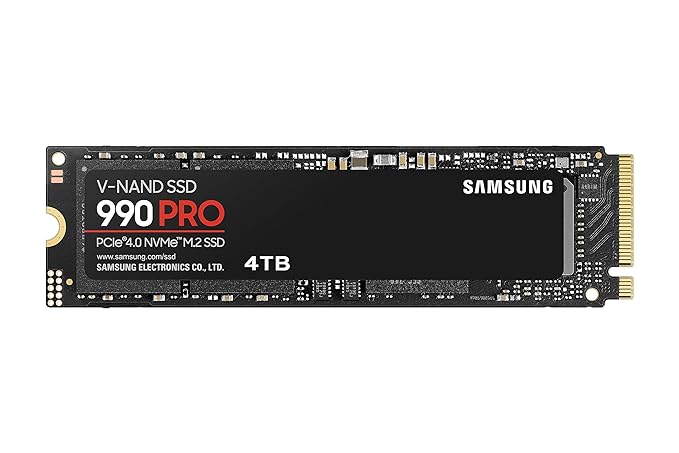 V-NAND SSD
SAMSUNG
990 PRO
PCIe®4.0 NVMe™ M.2 SSD
www.samsung.com/ssd
SAMSUNG ELECTRONICS CO., LTD.
4TB